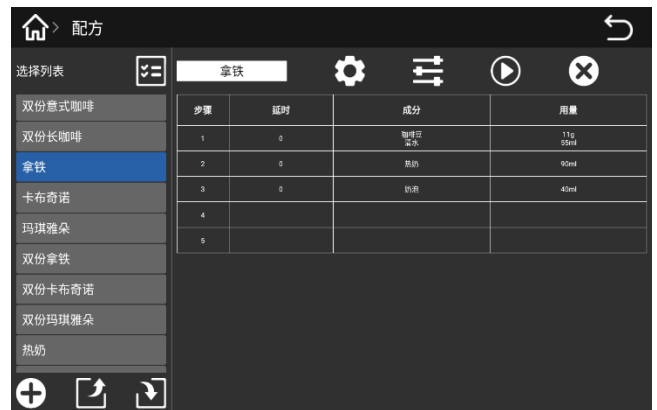 配方
选择列表
拿铁
双份意式咖啡
双份长咖啡
拿铁
卡布奇诺
玛琪雅朵
双份拿铁
双份卡布奇诺
双份玛琪雅朵
热奶
步骤 延时 成分 用量
1 0 咖啡豆 11g
滚水 55ml
2 0 热奶 90ml
3 0 奶泡 40ml
4
5